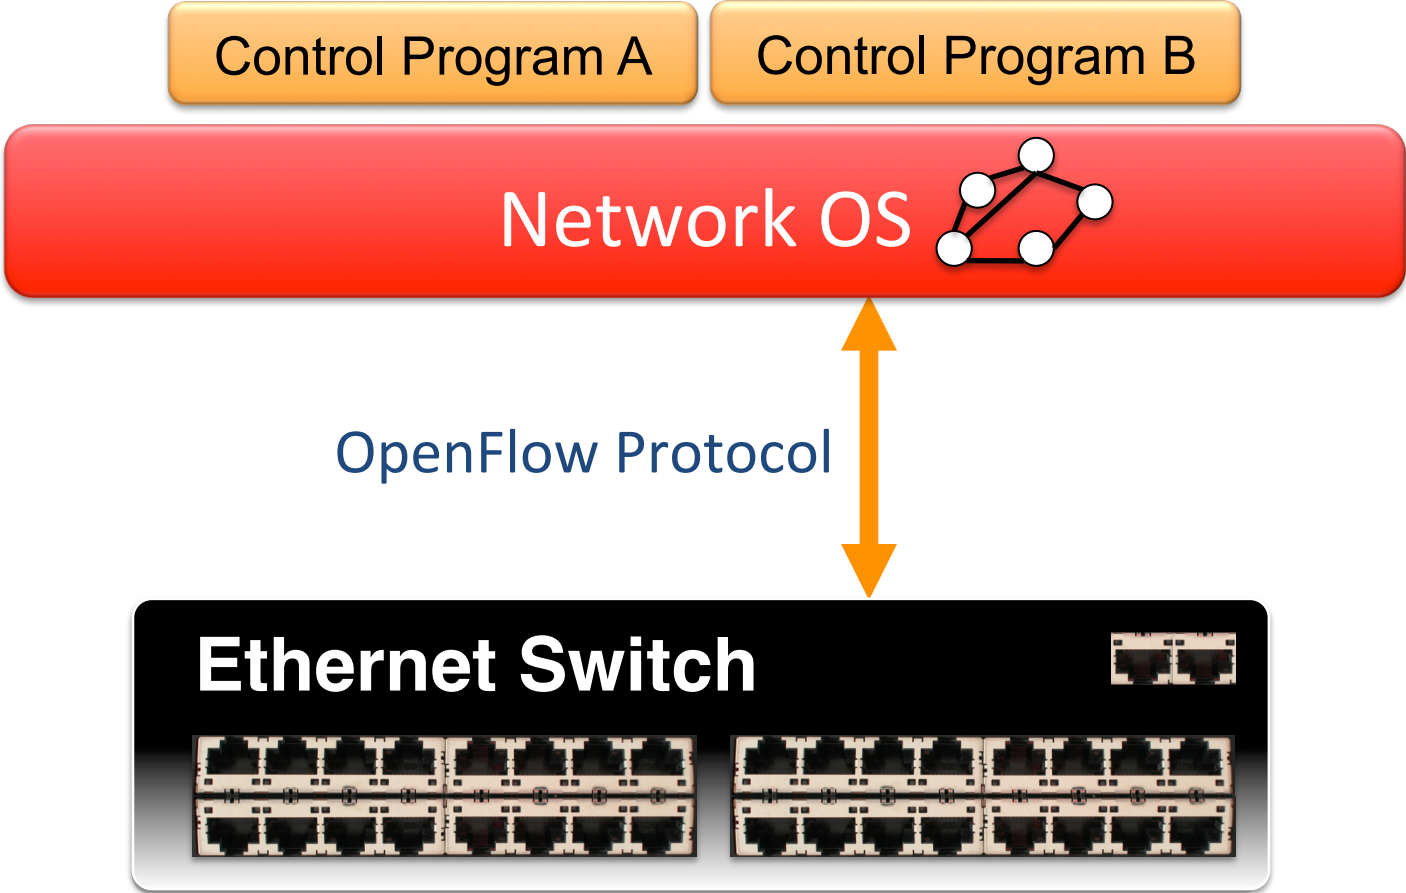 Control Program A
Control Program B
Network OS
OpenFlow Protocol
Ethernet Switch